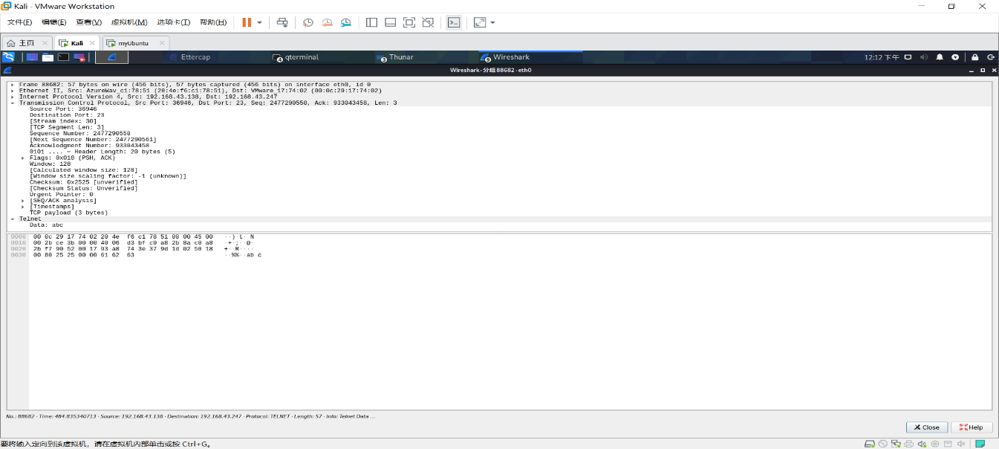 Kali - VMware Workstation
文件(F) 编辑(E) 查看(V) 虚拟机(M) 选项卡(T) 帮助(H)
主页 Kali myUbuntu
Ettercap 4 qterminal 3 Thunar 9 Wireshark 12:12 下午
Wireshark · 分组 88682 · eth0
Frame 88682: 57 bytes on wire (456 bits), 57 bytes captured (456 bits) on interface eth0, id 0
Ethernet II, Src: AzureWav_c1:78:51 (20:4e:f6:c1:78:51), Dst: VMware_17:74:02 (00:0c:29:17:74:02)
Internet Protocol Version 4, Src: 192.168.43.138, Dst: 192.168.43.247
Transmission Control Protocol, Src Port: 36946, Dst Port: 23, Seq: 2477290558, Ack: 933043458, Len: 3
Source Port: 36946
Destination Port: 23
[Stream index: 30]
[TCP Segment Len: 3]
Sequence Number: 2477290558
[Next Sequence Number: 2477290561]
Acknowledgment Number: 933043458
0101 .... = Header Length: 20 bytes (5)
Flags: 0x018 (PSH, ACK)
Window: 128
[Calculated window size: 128]
[Window size scaling factor: -1 (unknown)]
Checksum: 0x2525 [unverified]
[Checksum Status: Unverified]
Urgent Pointer: 0
[SEQ/ACK analysis]
[Timestamps]
TCP payload (3 bytes)
Telnet
Data: abc
0000 00 0c 29 17 74 02 20 4e f6 c1 78 51 08 00 45 00 ··)·t· N
0010 00 2b ce 3b 00 00 40 06 d3 bf c0 a8 2b 8a c0 a8 ·+·;··@·
0020 2b f7 90 52 00 17 93 a8 74 3e 37 9d 1d 02 50 18 +··R····
0030 00 80 25 25 00 00 61 62 63 ··%%··ab c
No.: 88682 · Time: 484.835340713 · Source: 192.168.43.138 · Destination: 192.168.43.247 · Protocol: TELNET · Length: 57 · Info: Telnet Data ...
Close Help
要将输入定向到该虚拟机，请在虚拟机内部单击或按 Ctrl+G。